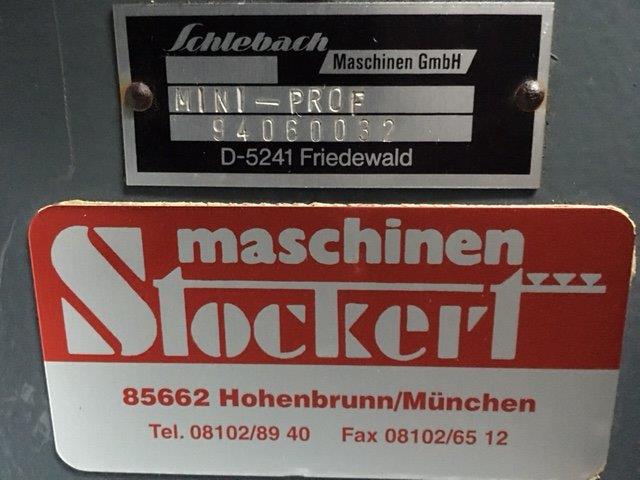 Schlebach
Maschinen GmbH
MINI-PROF
94060032
D-5241 Friedewald
maschinen
Stockert
85662 Hohenbrunn/München
Tel. 08102/89 40 Fax 08102/65 12